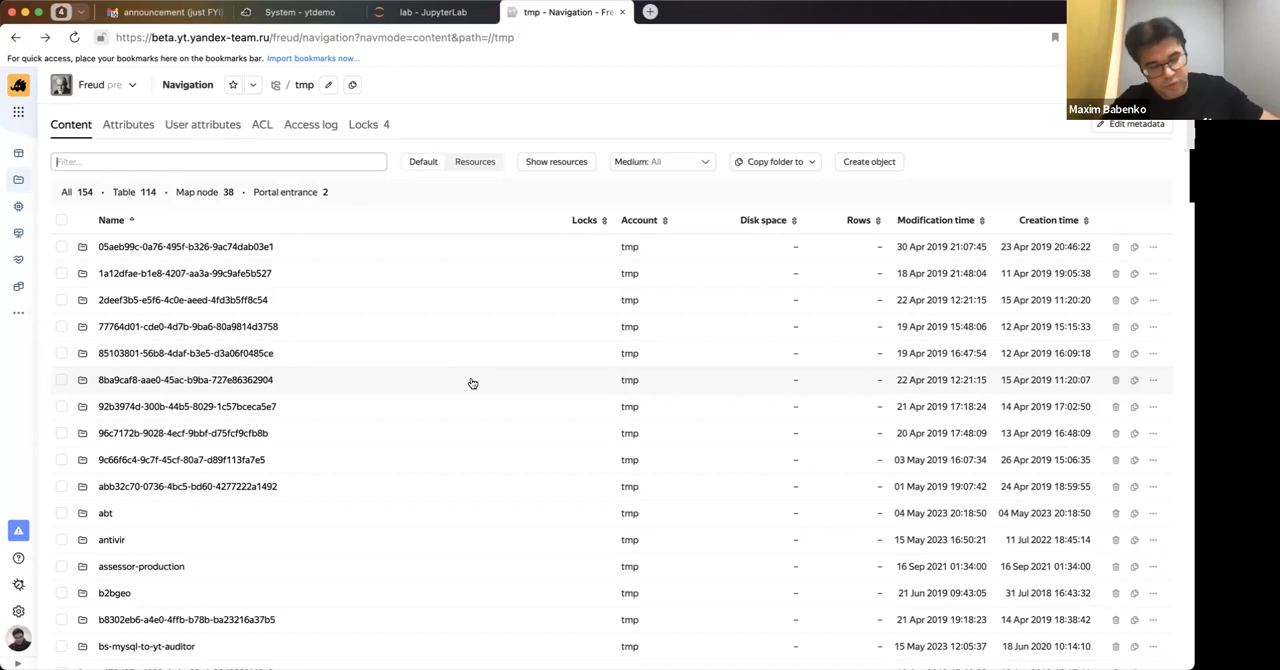 4
announcement (just FYI)
System - ytdemo
lab - JupyterLab
tmp - Navigation - Fre
https://beta.yt.yandex-team.ru/freud/navigation?navmode=content&path=//tmp
For quick access, place your bookmarks here on the bookmarks bar. Import bookmarks now...
Freud pre
Navigation
/ tmp
Maxim Babenko
Content Attributes User attributes ACL Access log Locks 4
Edit metadata
Filter...
Default Resources Show resources Medium: All Copy folder to Create object
All 154 · Table 114 · Map node 38 · Portal entrance 2
Name Locks Account Disk space Rows Modification time Creation time
05aeb99c-0a76-495f-b326-9ac74dab03e1 tmp – – 30 Apr 2019 21:07:45 23 Apr 2019 20:46:22
1a12dfae-b1e8-4207-aa3a-99c9afe5b527 tmp – – 18 Apr 2019 21:48:04 11 Apr 2019 19:05:38
2deef3b5-e5f6-4c0e-aeed-4fd3b5ff8c54 tmp – – 22 Apr 2019 12:21:15 15 Apr 2019 11:20:20
77764d01-cde0-4d7b-9ba6-80a9814d3758 tmp – – 19 Apr 2019 15:48:06 12 Apr 2019 15:15:33
85103801-56b8-4daf-b3e5-d3a06f0485ce tmp – – 19 Apr 2019 16:47:54 12 Apr 2019 16:09:18
8ba9caf8-aae0-45ac-b9ba-727e86362904 tmp – – 22 Apr 2019 12:21:15 15 Apr 2019 11:20:07
92b3974d-300b-44b5-8029-1c57bceca5e7 tmp – – 21 Apr 2019 17:18:24 14 Apr 2019 17:02:50
96c7172b-9028-4ecf-9bbf-d75fcf9cfb8b tmp – – 20 Apr 2019 17:48:09 13 Apr 2019 16:48:09
9c66f6c4-9c7f-45cf-80a7-d89f113fa7e5 tmp – – 03 May 2019 16:07:34 26 Apr 2019 15:06:35
abb32c70-0736-4bc5-bd60-4277222a1492 tmp – – 01 May 2019 19:07:42 24 Apr 2019 18:59:55
abt tmp – – 04 May 2023 20:18:50 04 May 2023 20:18:50
antivir tmp – – 15 May 2023 16:50:21 11 Jul 2022 18:45:14
assessor-production tmp – – 16 Sep 2021 01:34:00 16 Sep 2021 01:34:00
b2bgeo tmp – – 21 Jun 2019 09:43:05 31 Jul 2018 16:43:32
b8302eb6-a4e0-4ffb-b78b-ba23216a37b5 tmp – – 21 Apr 2019 19:18:23 14 Apr 2019 18:38:42
bs-mysql-to-yt-auditor tmp – – 15 May 2023 12:05:37 18 Jun 2020 14:10:10